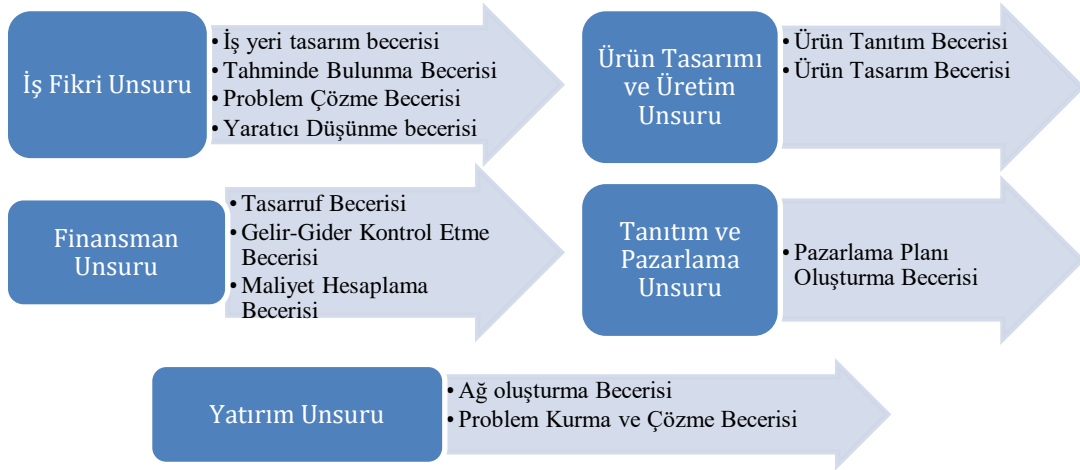 İş Fikri Unsuru
• İş yeri tasarım becerisi
• Tahminde Bulunma Becerisi
• Problem Çözme Becerisi
• Yaratıcı Düşünme becerisi
Ürün Tasarımı
ve Üretim
Unsuru
• Ürün Tanıtım Becerisi
• Ürün Tasarım Becerisi
Finansman
Unsuru
• Tasarruf Becerisi
• Gelir-Gider Kontrol Etme
Becerisi
• Maliyet Hesaplama
Becerisi
Tanıtım ve
Pazarlama
Unsuru
• Pazarlama Planı
Oluşturma Becerisi
Yatırım Unsuru
• Ağ oluşturma Becerisi
• Problem Kurma ve Çözme Becerisi